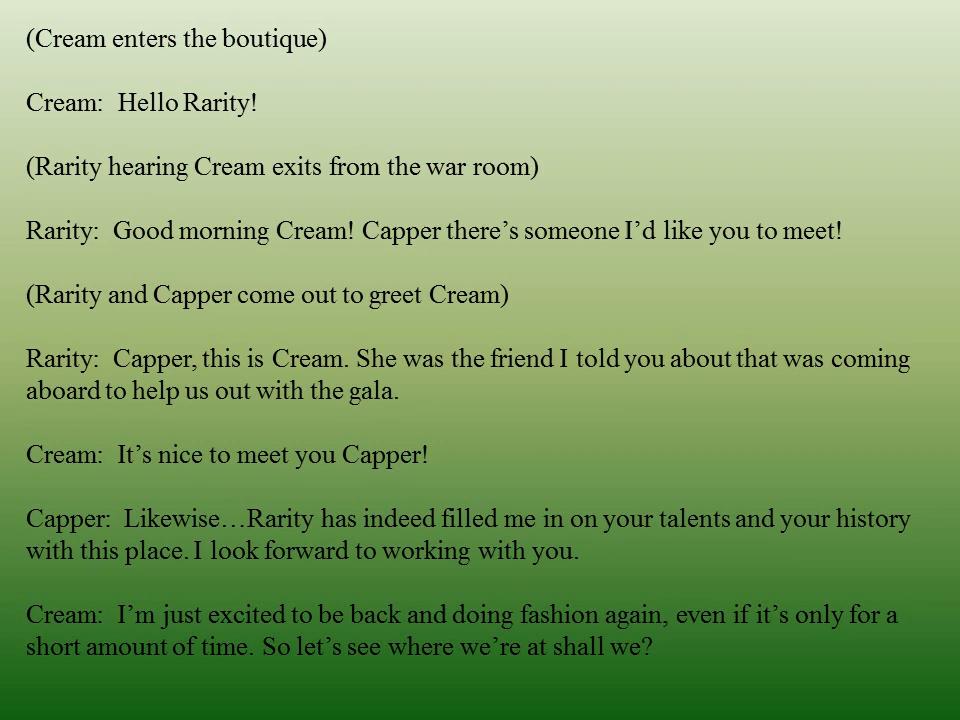 (Cream enters the boutique)
Cream:  Hello Rarity!
(Rarity hearing Cream exits from the war room)
Rarity:  Good morning Cream! Capper there’s someone I’d like you to meet!
(Rarity and Capper come out to greet Cream)
Rarity:  Capper, this is Cream. She was the friend I told you about that was coming
aboard to help us out with the gala.
Cream:  It’s nice to meet you Capper!
Capper:  Likewise…Rarity has indeed filled me in on your talents and your history
with this place. I look forward to working with you.
Cream:  I’m just excited to be back and doing fashion again, even if it’s only for a
short amount of time. So let’s see where we’re at shall we?